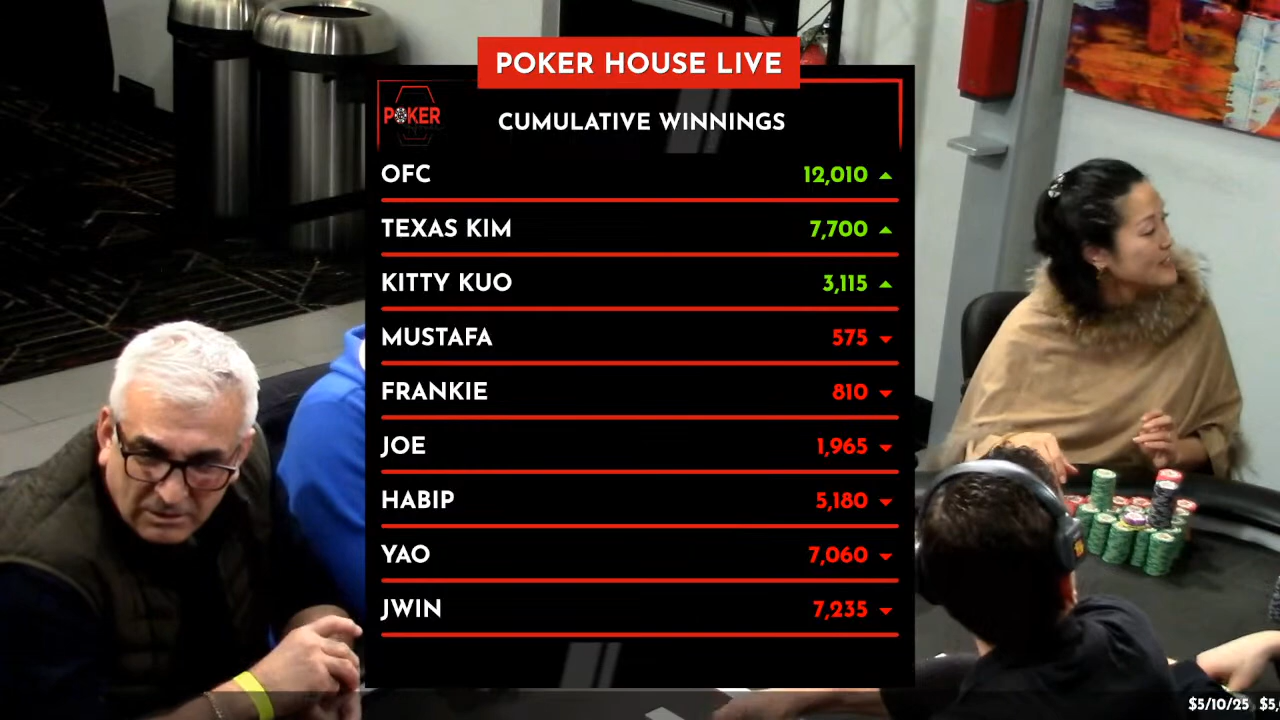 POKER HOUSE LIVE
POKER
CUMULATIVE WINNINGS
OFC 12,010
TEXAS KIM 7,700
KITTY KUO 3,115
MUSTAFA 575
FRANKIE 810
JOE 1,965
HABIP 5,180
YAO 7,060
JWIN 7,235
$5/10/25 $5,